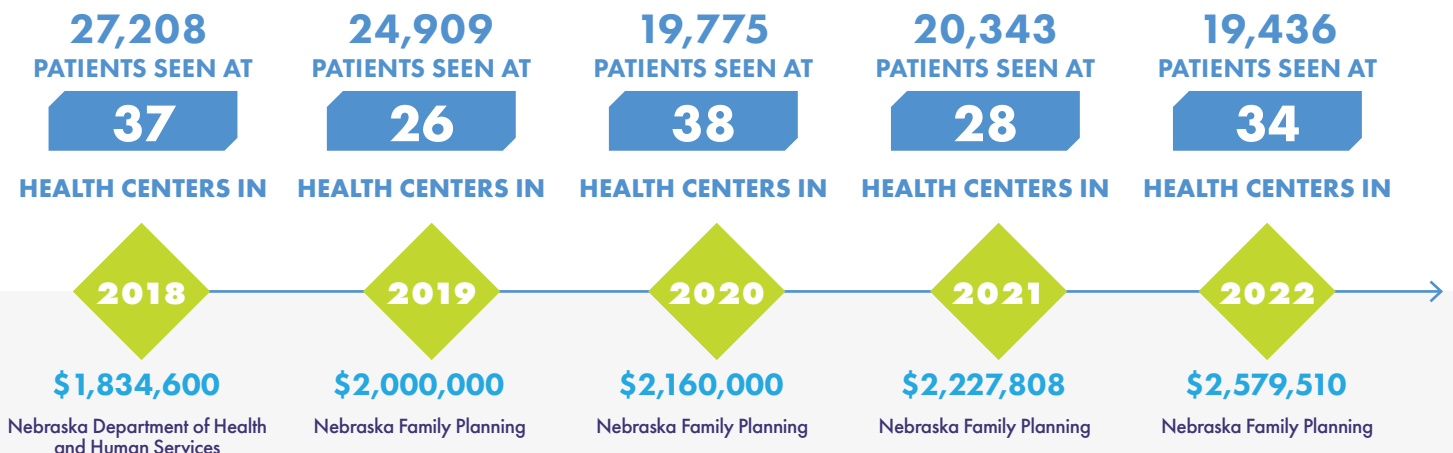 27,208
PATIENTS SEEN AT
37
HEALTH CENTERS IN
2018
$1,834,600
Nebraska Department of Health
and Human Services
24,909
PATIENTS SEEN AT
26
HEALTH CENTERS IN
2019
$2,000,000
Nebraska Family Planning
19,775
PATIENTS SEEN AT
38
HEALTH CENTERS IN
2020
$2,160,000
Nebraska Family Planning
20,343
PATIENTS SEEN AT
28
HEALTH CENTERS IN
2021
$2,227,808
Nebraska Family Planning
19,436
PATIENTS SEEN AT
34
HEALTH CENTERS IN
2022
$2,579,510
Nebraska Family Planning